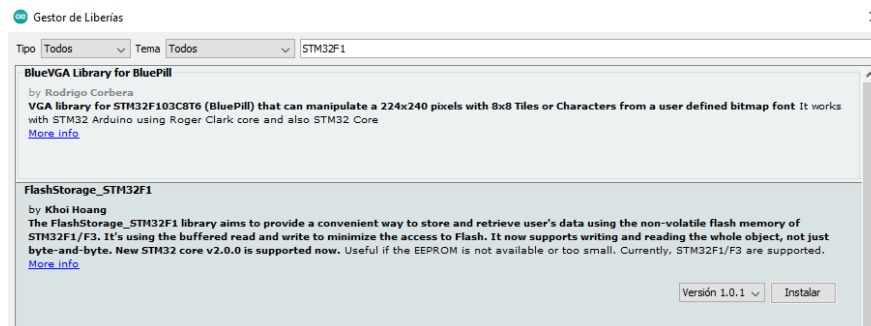 Gestor de Liberías
Tipo Todos Tema Todos STM32F1
BlueVGA Library for BluePill
by Rodrigo Corbera
VGA library for STM32F103C8T6 (BluePill) that can manipulate a 224x240 pixels with 8x8 Tiles or Characters from a user defined bitmap font It works
with STM32 Arduino using Roger Clark core and also STM32 Core
More info
FlashStorage_STM32F1
by Khoi Hoang
The FlashStorage_STM32F1 library aims to provide a convenient way to store and retrieve user's data using the non-volatile flash memory of
STM32F1/F3. It's using the buffered read and write to minimize the access to Flash. It now supports writing and reading the whole object, not just
byte-and-byte. New STM32 core v2.0.0 is supported now. Useful if the EEPROM is not available or too small. Currently, STM32F1/F3 are supported.
More info
Versión 1.0.1 Instalar